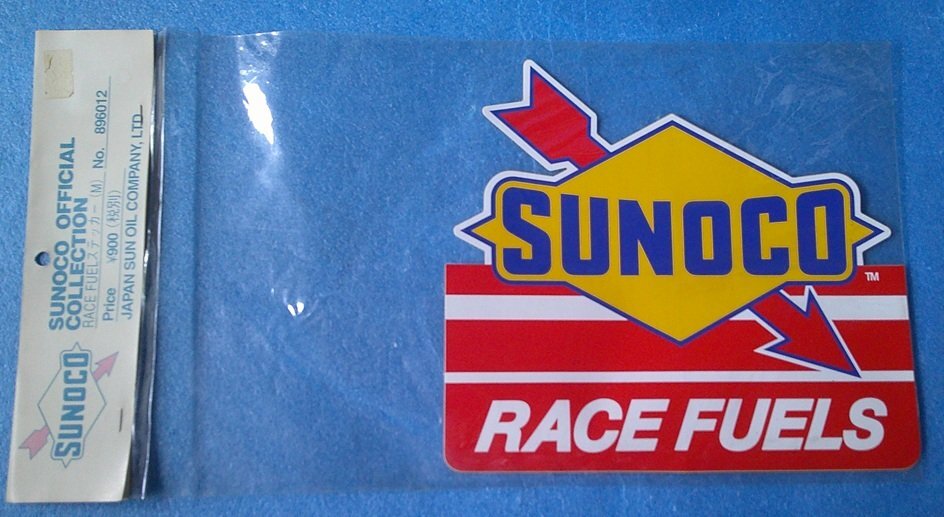 SUNOCO OFFICIAL
COLLECTION
RACE FUELステッカー(M) No. 896012
Price ¥900(税別)
JAPAN SUN OIL COMPANY, LTD.
SUNOCO
SUNOCO
TM
RACE FUELS